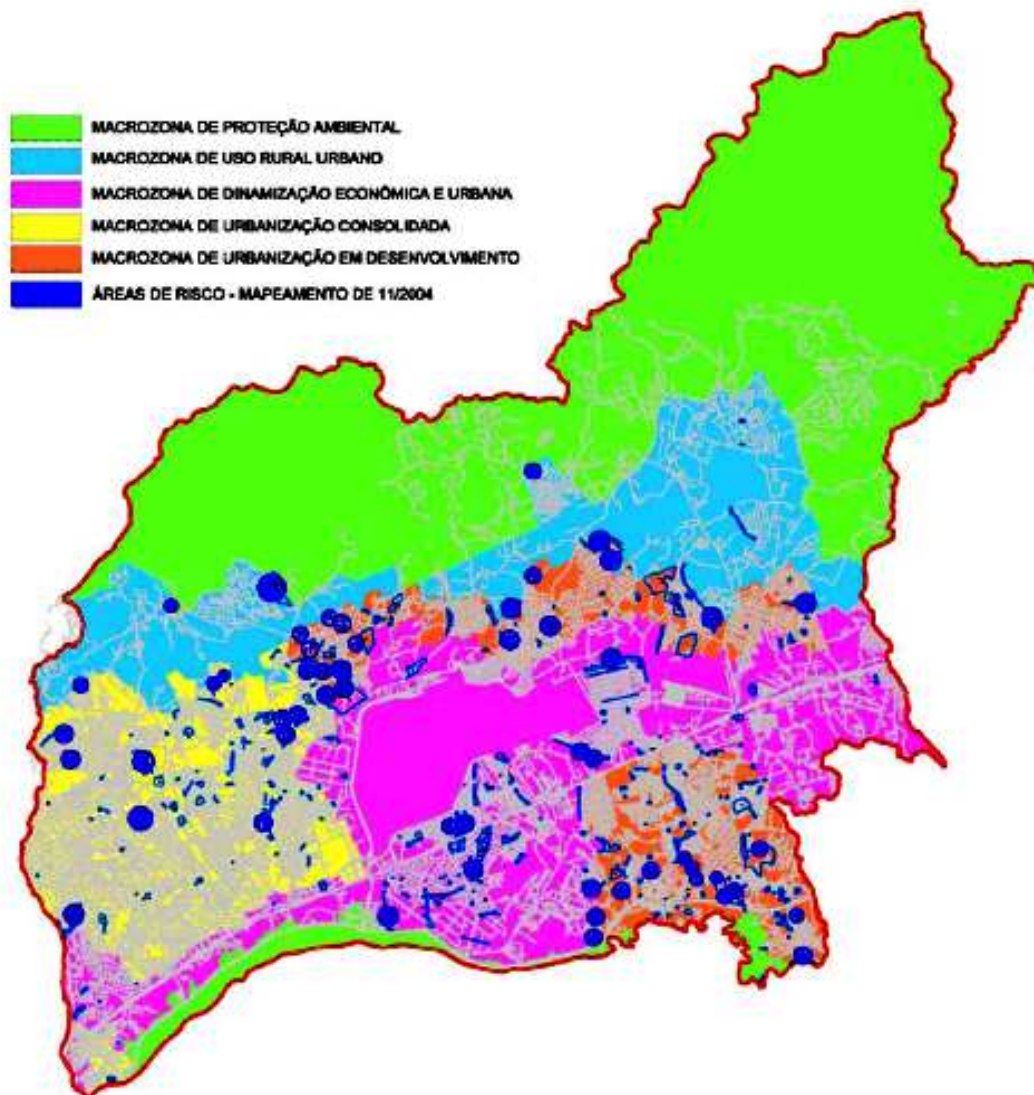 MACROZONA DE PROTEÇÃO AMBIENTAL
MACROZONA DE USO RURAL URBANO
MACROZONA DE DINAMIZAÇÃO ECONÔMICA E URBANA
MACROZONA DE URBANIZAÇÃO CONSOLIDADA
MACROZONA DE URBANIZAÇÃO EM DESENVOLVIMENTO
ÁREAS DE RISCO - MAPEAMENTO DE 11/2004